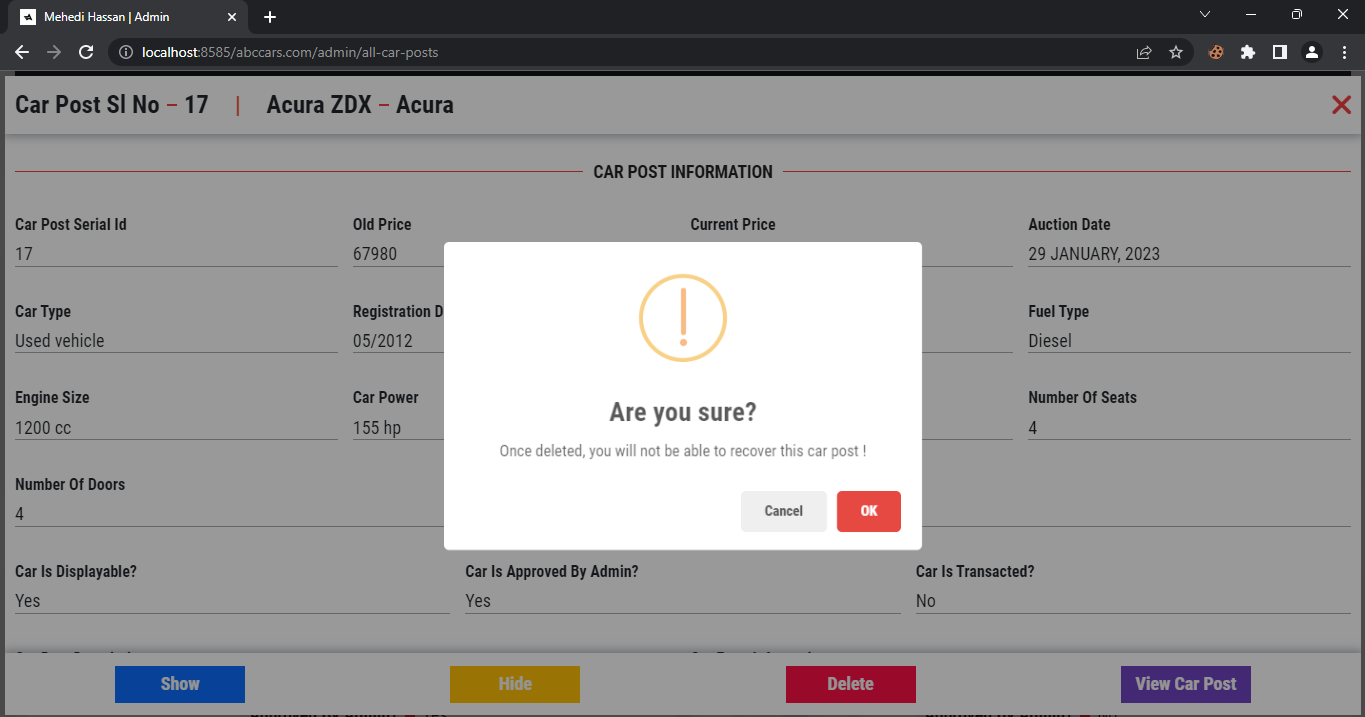 Mehedi Hassan | Admin
localhost:8585/abccars.com/admin/all-car-posts
Car Post Sl No – 17 | Acura ZDX – Acura
CAR POST INFORMATION
Car Post Serial Id Old Price Current Price Auction Date
17 67980 29 JANUARY, 2023
Car Type Registration D Fuel Type
Used vehicle 05/2012 Diesel
Engine Size Car Power Number Of Seats
1200 cc 155 hp 4
Number Of Doors
4
Are you sure?
Once deleted, you will not be able to recover this car post !
Cancel OK
Car Is Displayable? Car Is Approved By Admin? Car Is Transacted?
Yes Yes No
Show Hide Delete View Car Post